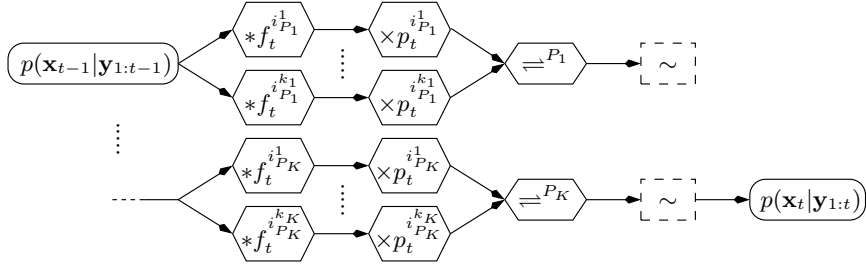 p(x_{t−1}|y_{1:t−1})
∗f_t^{i^1_{P_1}} ×p_t^{i^1_{P_1}}
⋮
∗f_t^{i^{k_1}_{P_1}} ×p_t^{i^{k_1}_{P_1}}
⇌^{P_1} ∼
⋮
∗f_t^{i^1_{P_K}} ×p_t^{i^1_{P_K}}
⋮
∗f_t^{i^{k_K}_{P_K}} ×p_t^{i^{k_K}_{P_K}}
⇌^{P_K} ∼ p(x_t|y_{1:t})